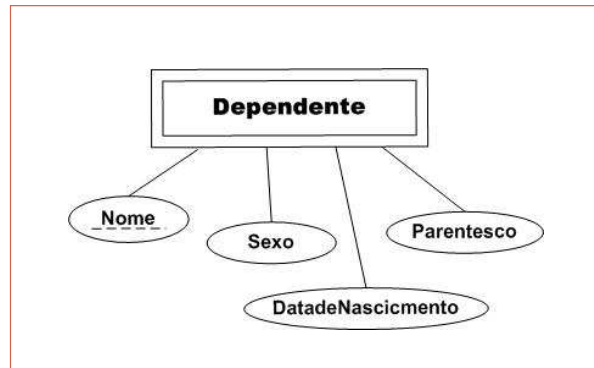 Dependente
Nome
Sexo
Parentesco
DatadeNascicmento